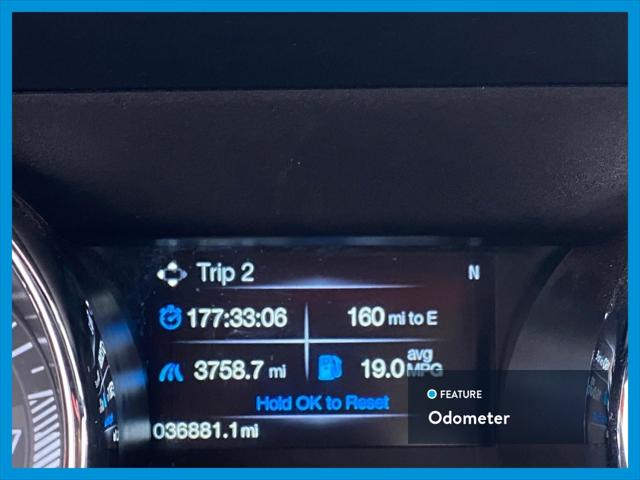 Trip 2 N
177:33:06 160 mi to E
3758.7 mi 19.0 avg MPG
Hold OK to Reset
036881.1 mi
FEATURE
Odometer